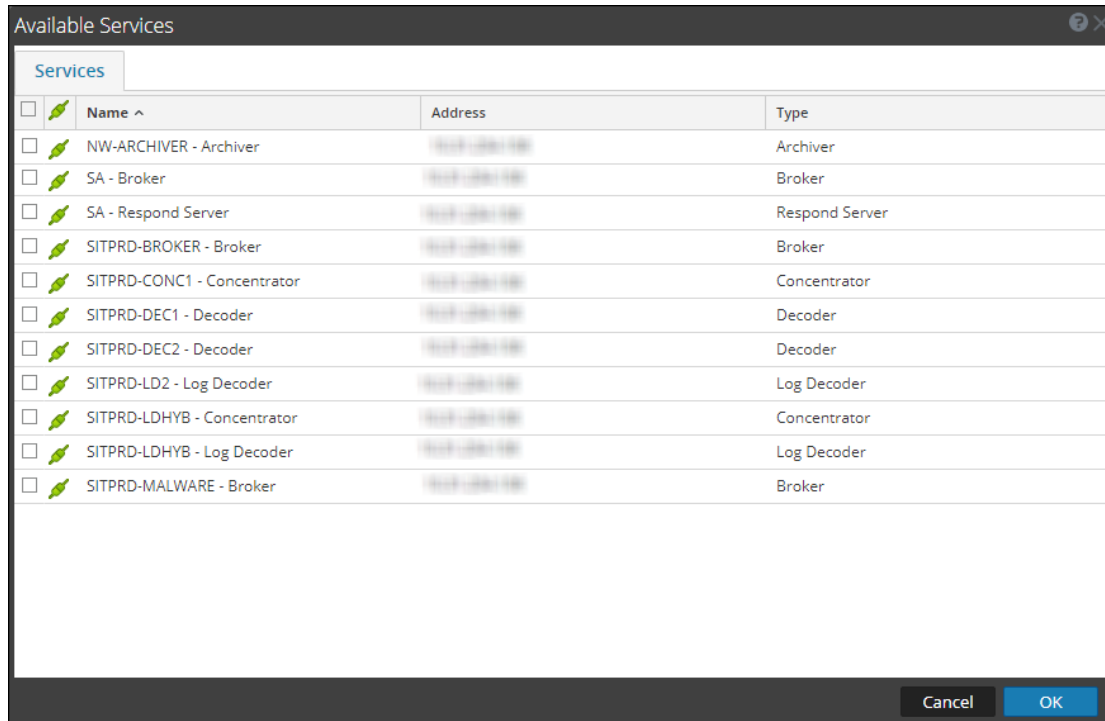 Available Services
Services
Name Address Type
NW-ARCHIVER - Archiver Archiver
SA - Broker Broker
SA - Respond Server Respond Server
SITPRD-BROKER - Broker Broker
SITPRD-CONC1 - Concentrator Concentrator
SITPRD-DEC1 - Decoder Decoder
SITPRD-DEC2 - Decoder Decoder
SITPRD-LD2 - Log Decoder Log Decoder
SITPRD-LDHYB - Concentrator Concentrator
SITPRD-LDHYB - Log Decoder Log Decoder
SITPRD-MALWARE - Broker Broker
Cancel OK